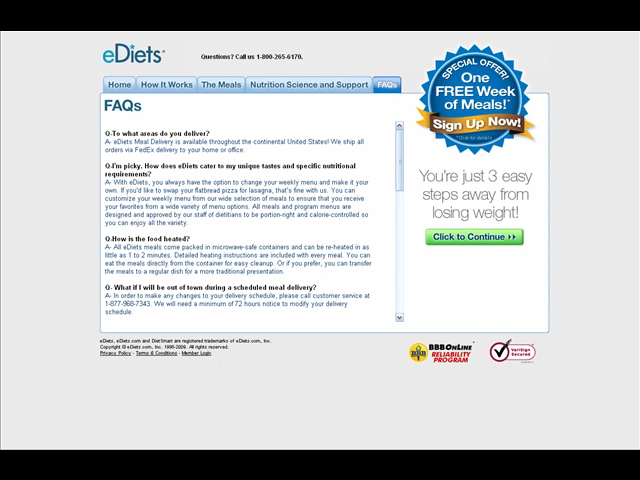 eDiets
Questions? Call us 1-800-265-6170.
Home
How It Works
The Meals
Nutrition Science and Support
FAQs
SPECIAL OFFER!
One
FREE Week
of Meals!*
Sign Up Now!
*Click for details
FAQs
Q-To what areas do you deliver?
A- eDiets Meal Delivery is available throughout the continental United States! We ship all
orders via FedEx delivery to your home or office.
Q-I'm picky. How does eDiets cater to my unique tastes and specific nutritional
requirements?
A- With eDiets, you always have the option to change your weekly menu and make it your
own. If you'd like to swap your flatbread pizza for lasagna, that's fine with us. You can
customize your weekly menu from our wide selection of meals to ensure that you receive
your favorites from a wide variety of menu options. All meals and program menus are
designed and approved by our staff of dietitians to be portion-right and calorie-controlled so
you can enjoy all the variety.
Q-How is the food heated?
A- All eDiets meals come packed in microwave-safe containers and can be re-heated in as
little as 1 to 2 minutes. Detailed heating instructions are included with every meal. You can
eat the meals directly from the container for easy cleanup. Or if you prefer, you can transfer
the meals to a regular dish for a more traditional presentation.
Q- What if I will be out of town during a scheduled meal delivery?
A- In order to make any changes to your delivery schedule, please call customer service at
1-877-968-7343. We will need a minimum of 72 hours notice to modify your delivery
schedule.
You're just 3 easy
steps away from
losing weight!
Click to Continue
eDiets, eDiets.com and DietSmart are registered trademarks of eDiets.com, Inc.
Copyright © eDiets.com, Inc. 1995-2009. All rights reserved.
Privacy Policy - Terms & Conditions - Member Login
BBB
BBBOnLine
RELIABILITY
PROGRAM
VeriSign
Secured